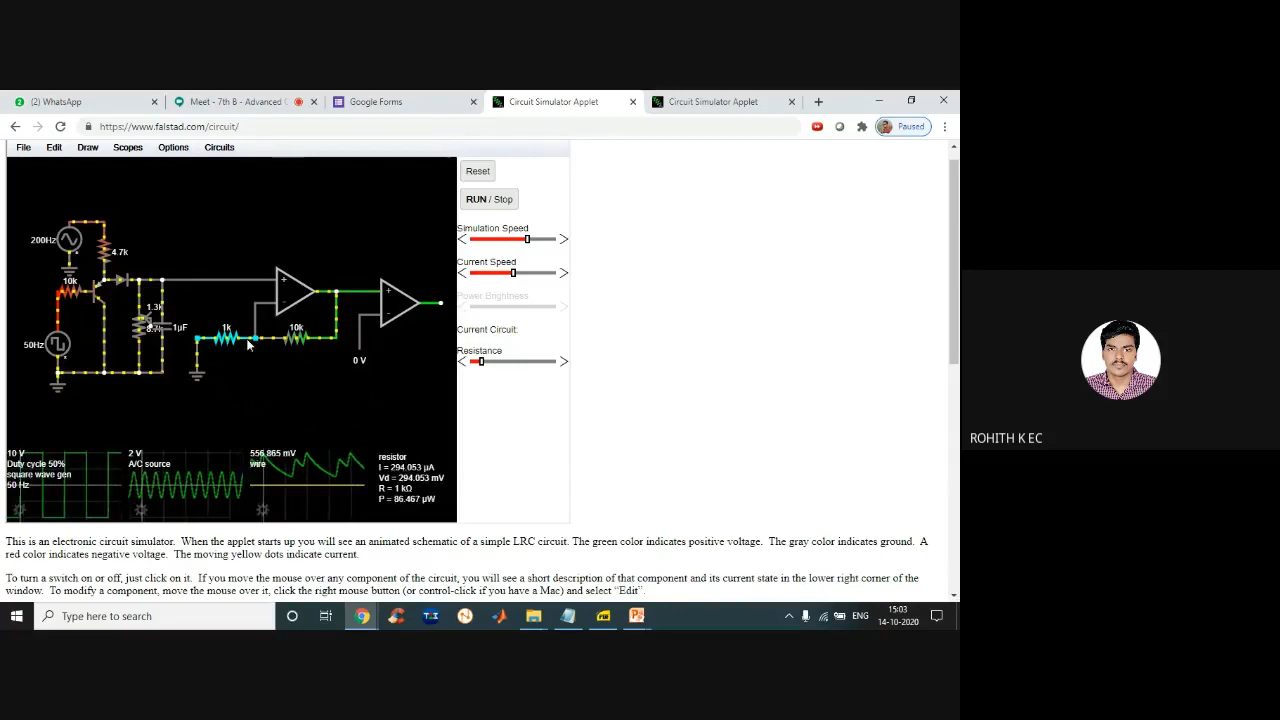 (2) WhatsApp
Meet - 7th B - Advanced
Google Forms
Circuit Simulator Applet
Circuit Simulator Applet
https://www.falstad.com/circuit/
Paused
File Edit Draw Scopes Options Circuits
Reset
RUN / Stop
Simulation Speed
Current Speed
Power Brightness
Current Circuit:
Resistance
200Hz
4.7k
10k
1.3k
1µF
1k
10k
50Hz
0 V
+
-
+
-
10 V
Duty cycle 50%
square wave gen
50 Hz
2 V
A/C source
556.865 mV
wire
resistor
I = 294.053 µA
Vd = 294.053 mV
R = 1 kΩ
P = 86.467 µW
This is an electronic circuit simulator. When the applet starts up you will see an animated schematic of a simple LRC circuit. The green color indicates positive voltage. The gray color indicates ground. A
red color indicates negative voltage. The moving yellow dots indicate current.
To turn a switch on or off, just click on it. If you move the mouse over any component of the circuit, you will see a short description of that component and its current state in the lower right corner of the
window. To modify a component, move the mouse over it, click the right mouse button (or control-click if you have a Mac) and select “Edit”.
Type here to search
ENG
15:03
14-10-2020
ROHITH K EC